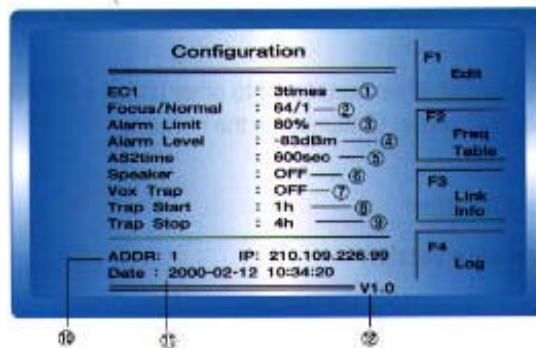 Configuration
EC1 : 3times ①
Focus/Normal : 64/1 ②
Alarm Limit : 80% ③
Alarm Level : -83dBm ④
AS2time : 600sec ⑤
Speaker : OFF ⑥
Vox Trap : OFF ⑦
Trap Start : 1h ⑧
Trap Stop : 4h ⑨
ADDR: 1 IP: 210.109.226.99
Date : 2000-02-12 10:34:20
V1.0
F1
Edit
F2
Freq
Table
F3
Link
Info
F4
Log
⑩ ⑪ ⑫